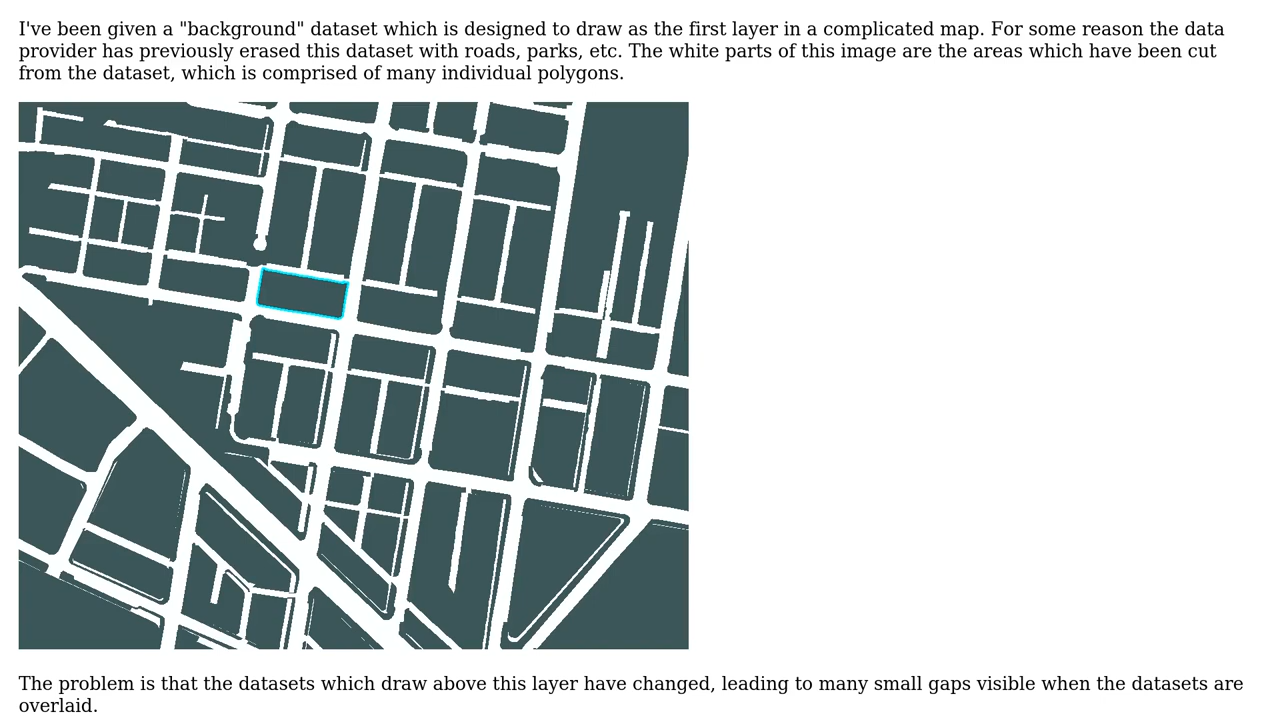 I've been given a "background" dataset which is designed to draw as the first layer in a complicated map. For some reason the data
provider has previously erased this dataset with roads, parks, etc. The white parts of this image are the areas which have been cut
from the dataset, which is comprised of many individual polygons.
The problem is that the datasets which draw above this layer have changed, leading to many small gaps visible when the datasets are
overlaid.